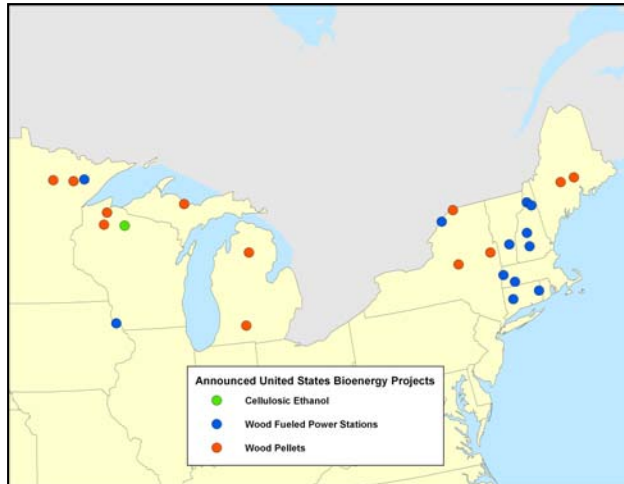 Announced United States Bioenergy Projects
Cellulosic Ethanol
Wood Fueled Power Stations
Wood Pellets